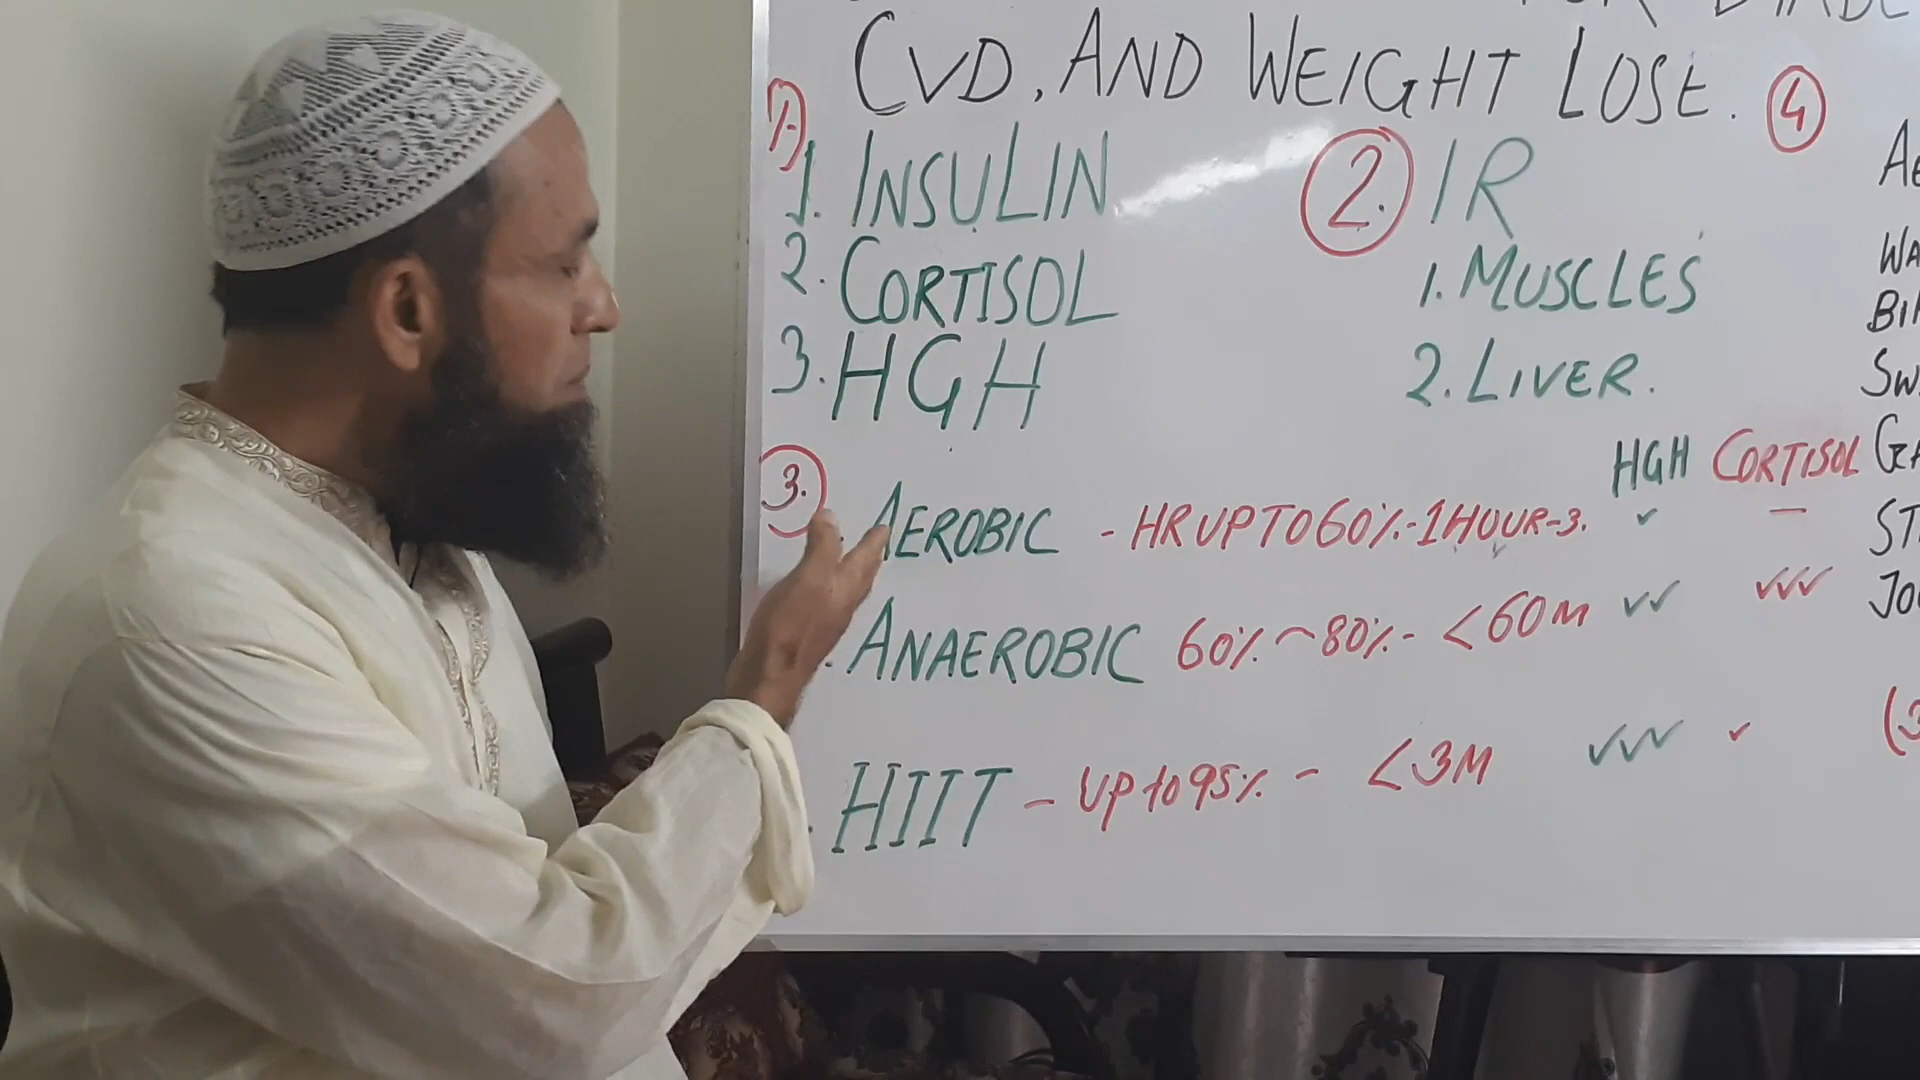 CVD, AND WEIGHT LOSE.
1)
1. INSULIN
2. CORTISOL
3. HGH
2. IR
1. MUSCLES
2. LIVER.
3.
HGH CORTISOL
AEROBIC - HR UP TO 60% - 1 HOUR - 3. ✓ –
ANAEROBIC 60% ~ 80% - <60M ✓✓ ✓✓✓
HIIT - UP to 95% - <3M ✓✓✓ ✓
4